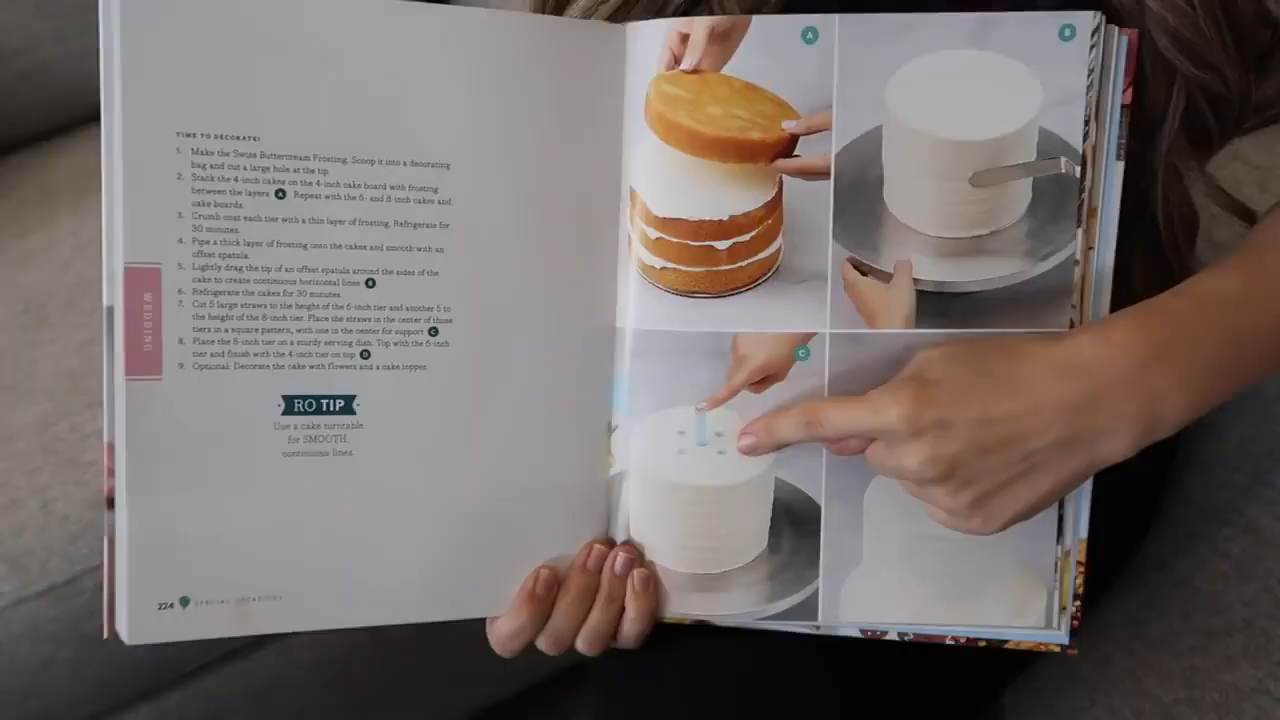 TIME TO DECORATE!
1. Make the Swiss Buttercream Frosting. Scoop it into a decorating
bag and cut a large hole at the tip.
2. Stack the 4-inch cakes on the 4-inch cake board with frosting
between the layers A. Repeat with the 6- and 8-inch cakes and
cake boards.
3. Crumb coat each tier with a thin layer of frosting. Refrigerate for
30 minutes.
4. Pipe a thick layer of frosting onto the cakes and smooth with an
offset spatula.
5. Lightly drag the tip of an offset spatula around the sides of the
cake to create continuous horizontal lines B.
6. Refrigerate the cakes for 30 minutes.
7. Cut 5 large straws to the height of the 6-inch tier and another 5 to
the height of the 8-inch tier. Place the straws in the center of those
tiers in a square pattern, with one in the center for support C.
8. Place the 8-inch tier on a sturdy serving dish. Top with the 6-inch
tier and finish with the 4-inch tier on top D.
9. Optional: Decorate the cake with flowers and a cake topper.
WEDDING
RO TIP
Use a cake turntable
for SMOOTH,
continuous lines.
224 SPECIAL OCCASIONS
A
B
C